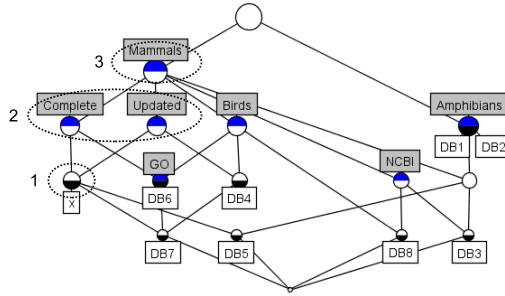 3
Mammals
2
Complete
Updated
Birds
Amphibians
DB1
DB2
1
GO
NCBI
X
DB6
DB4
DB7
DB5
DB8
DB3